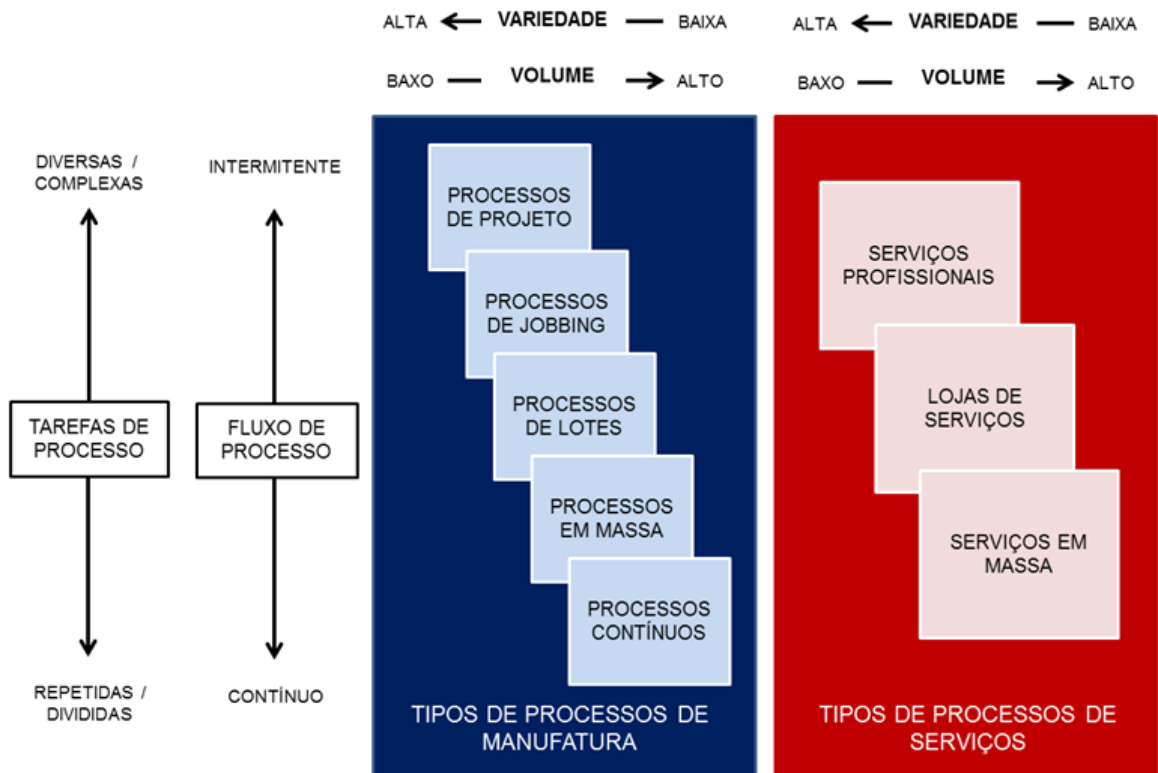 ALTA VARIEDADE BAIXA
BAXO VOLUME ALTO
ALTA VARIEDADE BAIXA
BAXO VOLUME ALTO
DIVERSAS /
COMPLEXAS
TAREFAS DE
PROCESSO
REPETIDAS /
DIVIDIDAS
INTERMITENTE
FLUXO DE
PROCESSO
CONTÍNUO
PROCESSOS
DE PROJETO
PROCESSOS
DE JOBBING
PROCESSOS
DE LOTES
PROCESSOS
EM MASSA
PROCESSOS
CONTÍNUOS
TIPOS DE PROCESSOS DE
MANUFATURA
SERVIÇOS
PROFISSIONAIS
LOJAS DE
SERVIÇOS
SERVIÇOS EM
MASSA
TIPOS DE PROCESSOS DE
SERVIÇOS